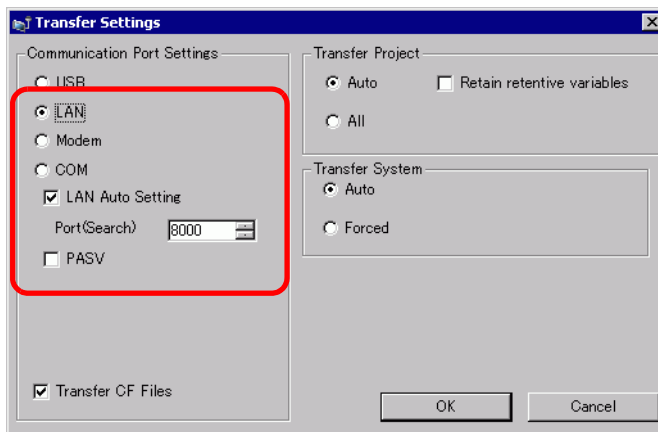 Transfer Settings
Communication Port Settings
USB
LAN
Modem
COM
LAN Auto Setting
Port(Search) 8000
PASV
Transfer CF Files
Transfer Project
Auto Retain retentive variables
All
Transfer System
Auto
Forced
OK Cancel